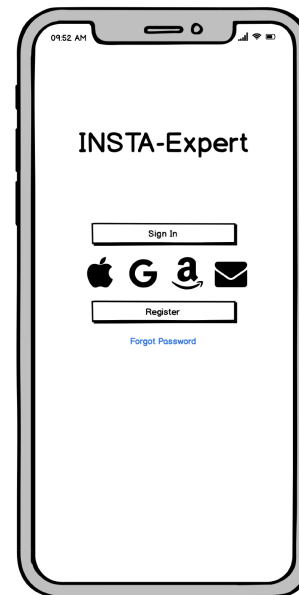 09:52 AM
INSTA-Expert
Sign In
Register
Forgot Password